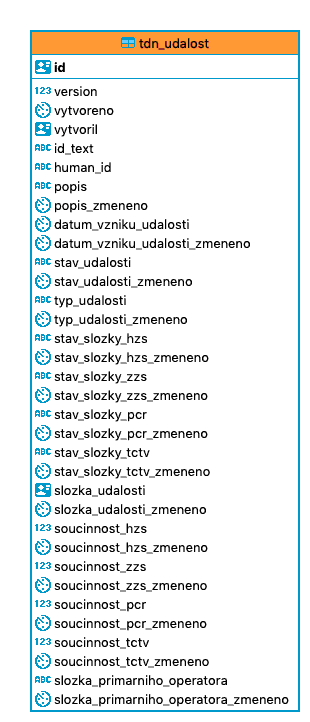 tdn_udalost
id
123 version
vytvoreno
vytvoril
ABC id_text
ABC human_id
ABC popis
popis_zmeneno
datum_vzniku_udalosti
datum_vzniku_udalosti_zmeneno
ABC stav_udalosti
stav_udalosti_zmeneno
ABC typ_udalosti
typ_udalosti_zmeneno
ABC stav_slozky_hzs
stav_slozky_hzs_zmeneno
ABC stav_slozky_zzs
stav_slozky_zzs_zmeneno
ABC stav_slozky_pcr
stav_slozky_pcr_zmeneno
ABC stav_slozky_tctv
stav_slozky_tctv_zmeneno
slozka_udalosti
slozka_udalosti_zmeneno
123 soucinnost_hzs
soucinnost_hzs_zmeneno
123 soucinnost_zzs
soucinnost_zzs_zmeneno
123 soucinnost_pcr
soucinnost_pcr_zmeneno
123 soucinnost_tctv
soucinnost_tctv_zmeneno
ABC slozka_primarniho_operatora
slozka_primarniho_operatora_zmeneno